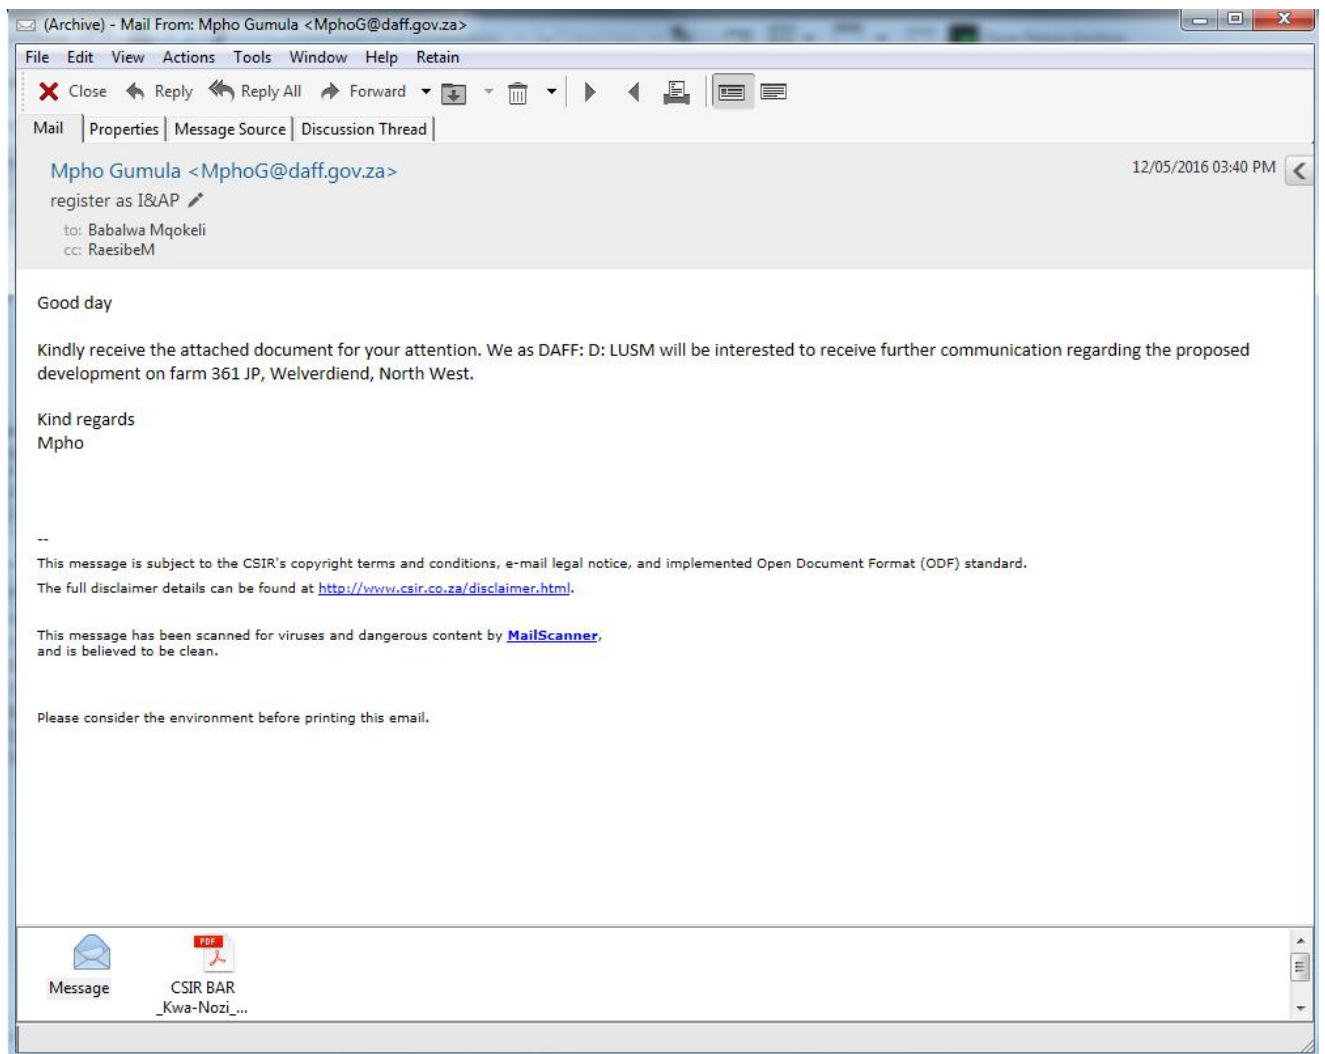 (Archive) - Mail From: Mpho Gumula <MphoG@daff.gov.za>
File Edit View Actions Tools Window Help Retain
Close Reply Reply All Forward
Mail Properties Message Source Discussion Thread
Mpho Gumula <MphoG@daff.gov.za> 12/05/2016 03:40 PM
register as I&AP
to: Babalwa Mqokeli
cc: RaesibeM
Good day
Kindly receive the attached document for your attention. We as DAFF: D: LUSM will be interested to receive further communication regarding the proposed
development on farm 361 JP, Welverdiend, North West.
Kind regards
Mpho
--
This message is subject to the CSIR's copyright terms and conditions, e-mail legal notice, and implemented Open Document Format (ODF) standard.
The full disclaimer details can be found at http://www.csir.co.za/disclaimer.html.
This message has been scanned for viruses and dangerous content by MailScanner,
and is believed to be clean.
Please consider the environment before printing this email.
PDF
Message CSIR BAR
_Kwa-Nozi_...